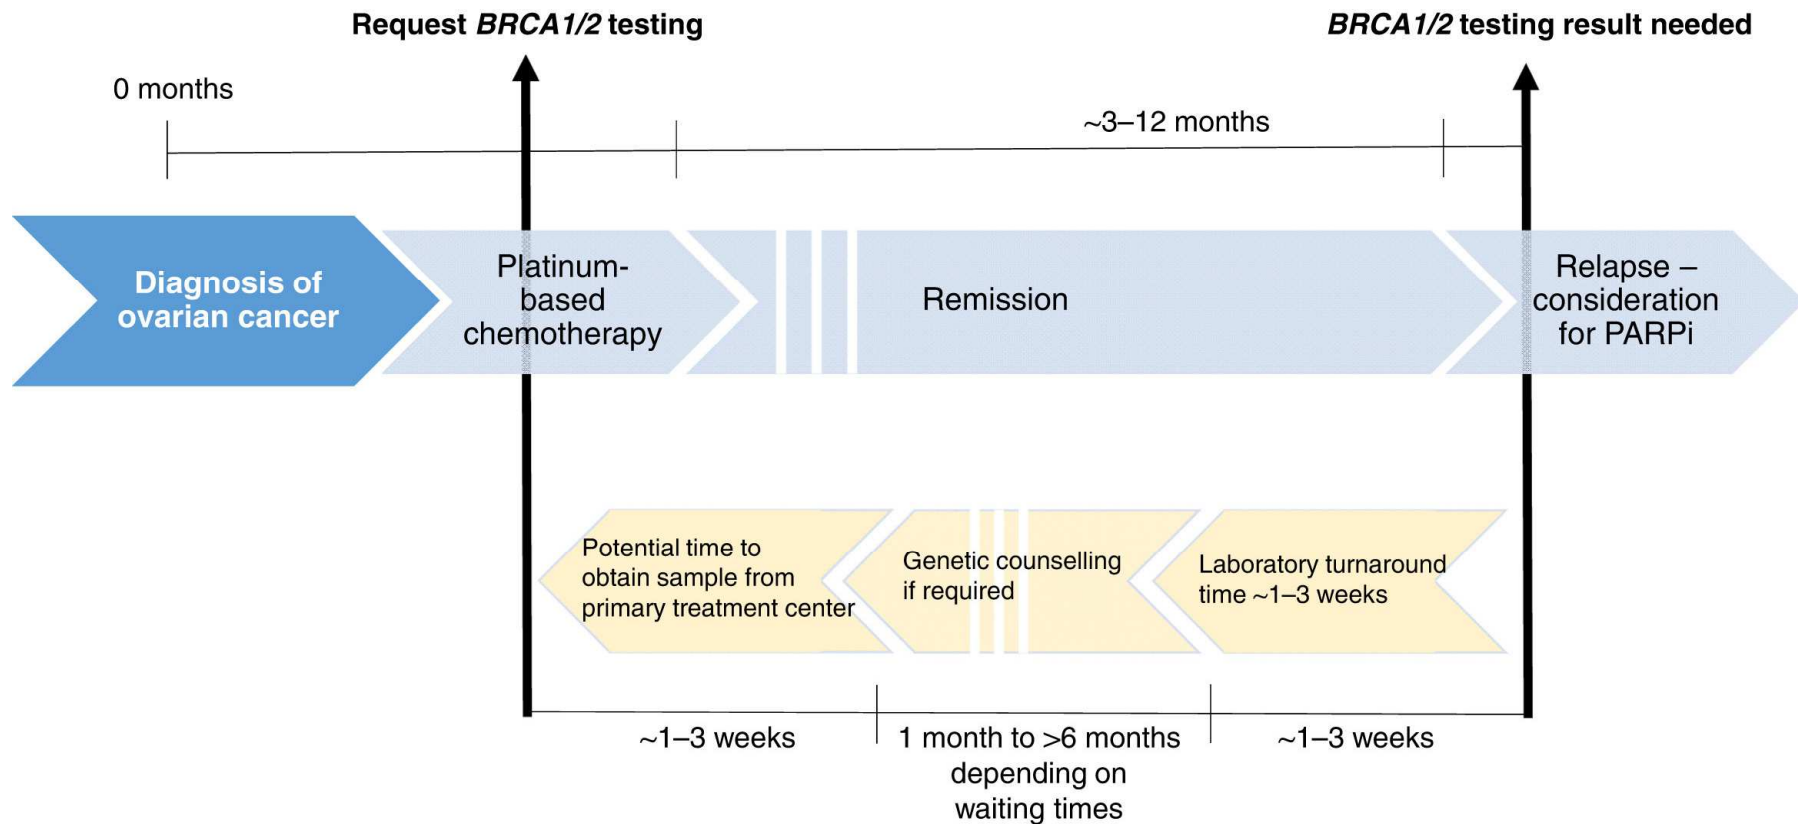 Request BRCA1/2 testing
BRCA1/2 testing result needed
0 months
~3–12 months
Diagnosis of
ovarian cancer
Platinum-
based
chemotherapy
Remission
Relapse –
consideration
for PARPi
Potential time to
obtain sample from
primary treatment center
Genetic counselling
if required
Laboratory turnaround
time ~1–3 weeks
~1–3 weeks
1 month to >6 months
depending on
waiting times
~1–3 weeks